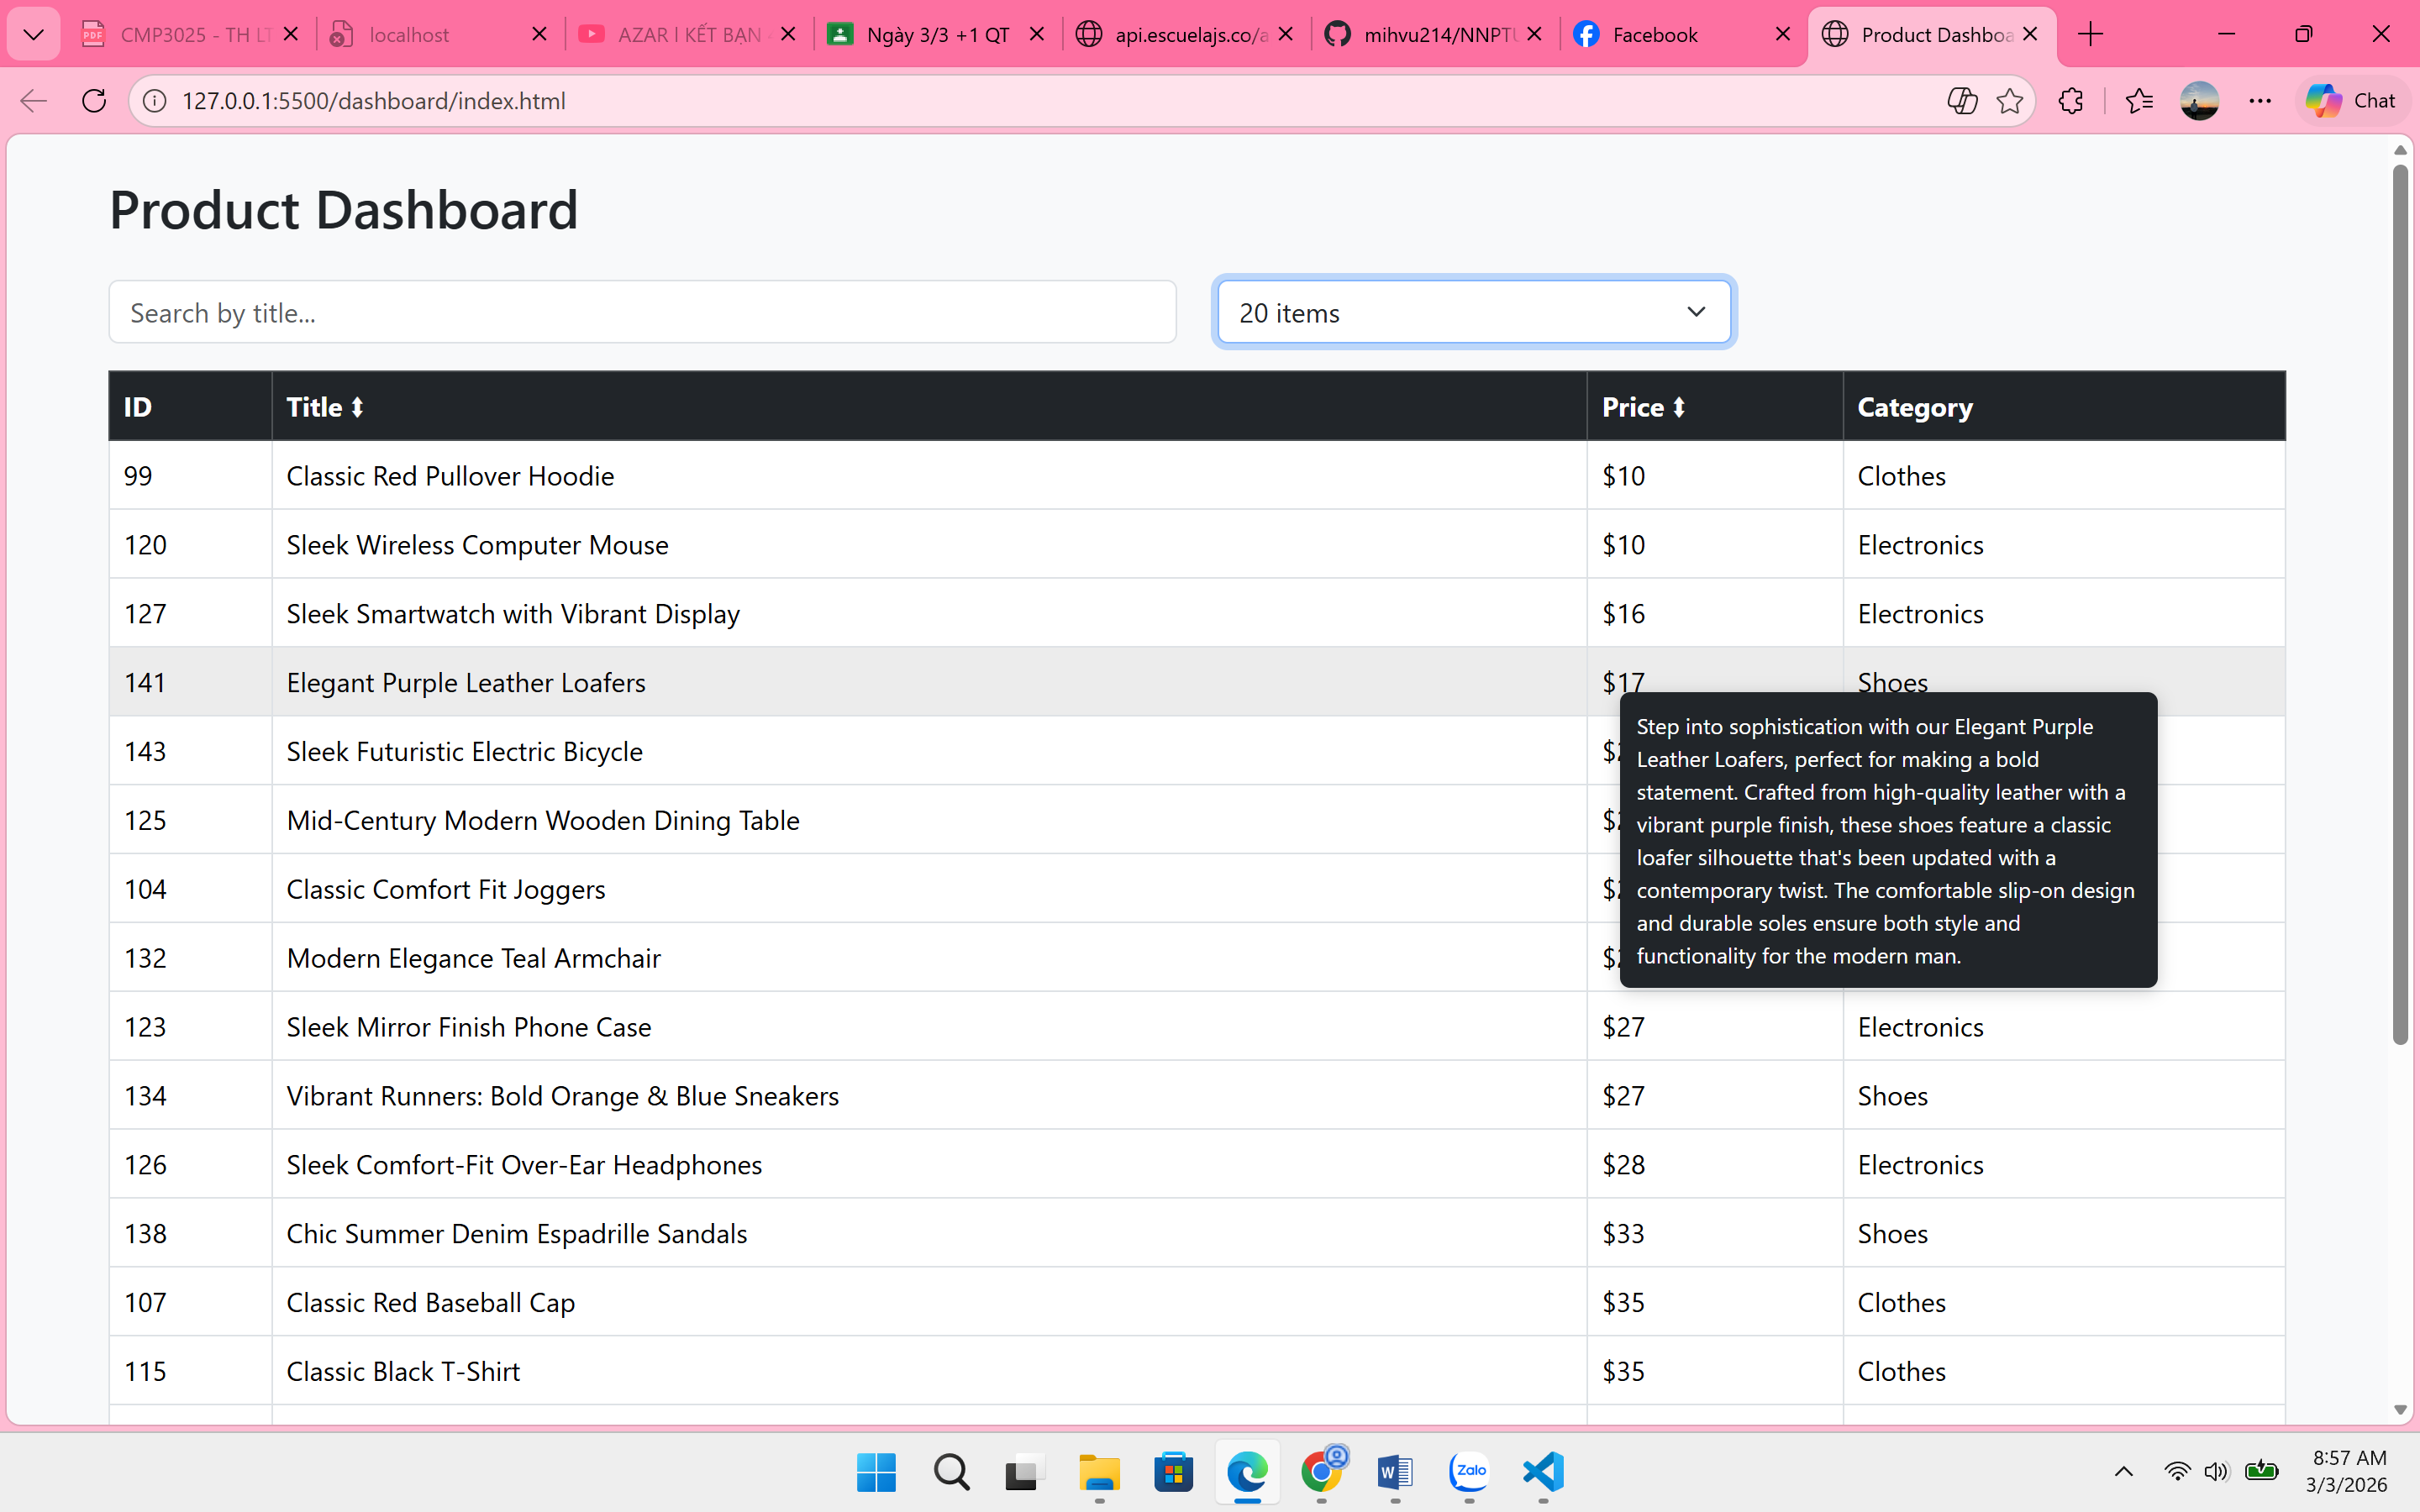 CMP3025 - TH LT
localhost
AZAR l KẾT BẠN
Ngày 3/3 +1 QT
api.escuelajs.co/a
mihvu214/NNPTU
Facebook
Product Dashboa
127.0.0.1:5500/dashboard/index.html
Chat
Product Dashboard
Search by title...
20 items
ID Title ⬍ Price ⬍ Category
99 Classic Red Pullover Hoodie $10 Clothes
120 Sleek Wireless Computer Mouse $10 Electronics
127 Sleek Smartwatch with Vibrant Display $16 Electronics
141 Elegant Purple Leather Loafers $17 Shoes
143 Sleek Futuristic Electric Bicycle
125 Mid-Century Modern Wooden Dining Table
104 Classic Comfort Fit Joggers
132 Modern Elegance Teal Armchair
Step into sophistication with our Elegant Purple
Leather Loafers, perfect for making a bold
statement. Crafted from high-quality leather with a
vibrant purple finish, these shoes feature a classic
loafer silhouette that's been updated with a
contemporary twist. The comfortable slip-on design
and durable soles ensure both style and
functionality for the modern man.
123 Sleek Mirror Finish Phone Case $27 Electronics
134 Vibrant Runners: Bold Orange & Blue Sneakers $27 Shoes
126 Sleek Comfort-Fit Over-Ear Headphones $28 Electronics
138 Chic Summer Denim Espadrille Sandals $33 Shoes
107 Classic Red Baseball Cap $35 Clothes
115 Classic Black T-Shirt $35 Clothes
Zalo
8:57 AM
3/3/2026